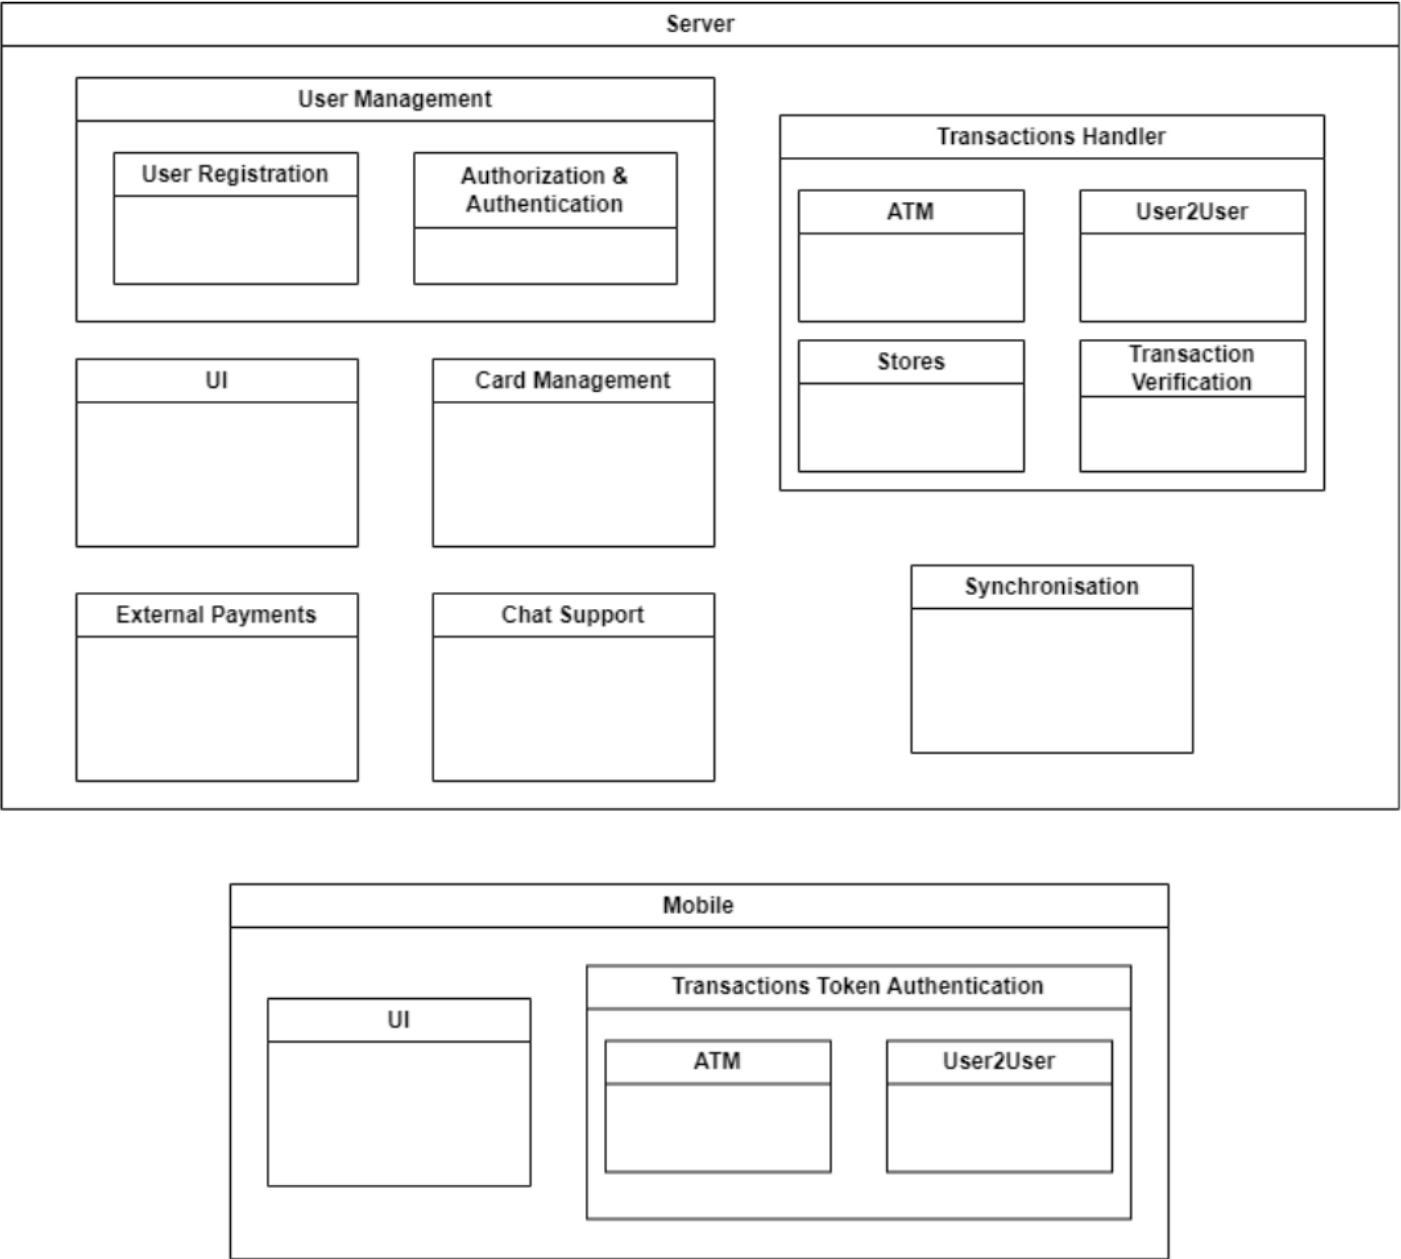 Server
User Management
User Registration
Authorization &
Authentication
Transactions Handler
ATM
User2User
Stores
Transaction
Verification
UI
Card Management
External Payments
Chat Support
Synchronisation
Mobile
UI
Transactions Token Authentication
ATM
User2User